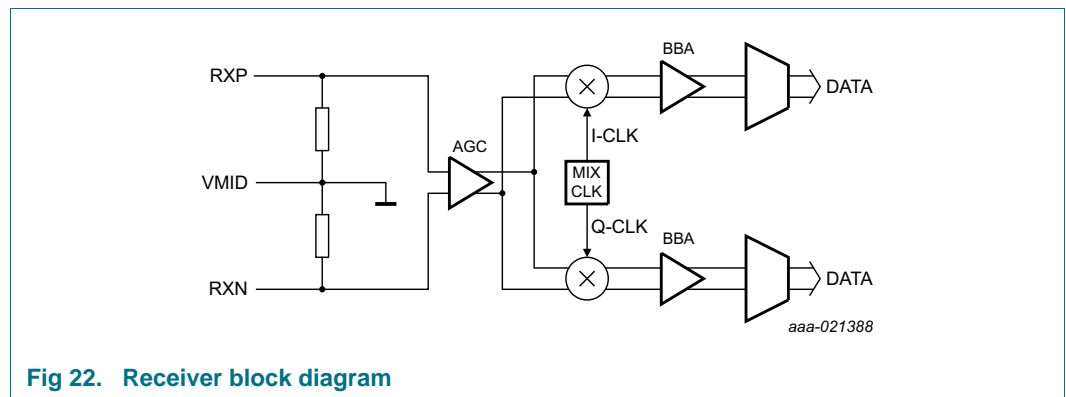 RXP
VMID
RXN
AGC
BBA
DATA
I-CLK
MIX
CLK
Q-CLK
BBA
DATA
aaa-021388
Fig 22. Receiver block diagram